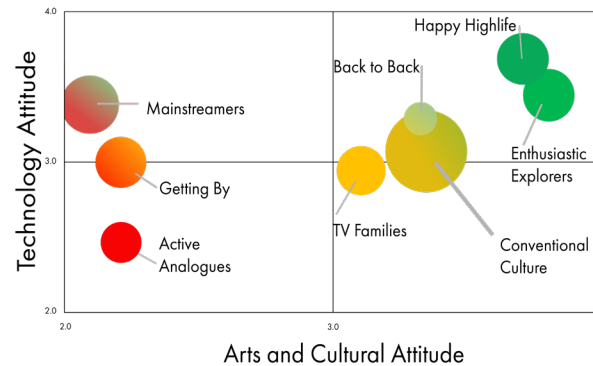 4.0
Happy Highlife
Back to Back
Mainstreamers
Technology Attitude
3.0
Enthusiastic
Explorers
Getting By
TV Families
Active
Analogues
Conventional
Culture
2.0
2.0
3.0
Arts and Cultural Attitude